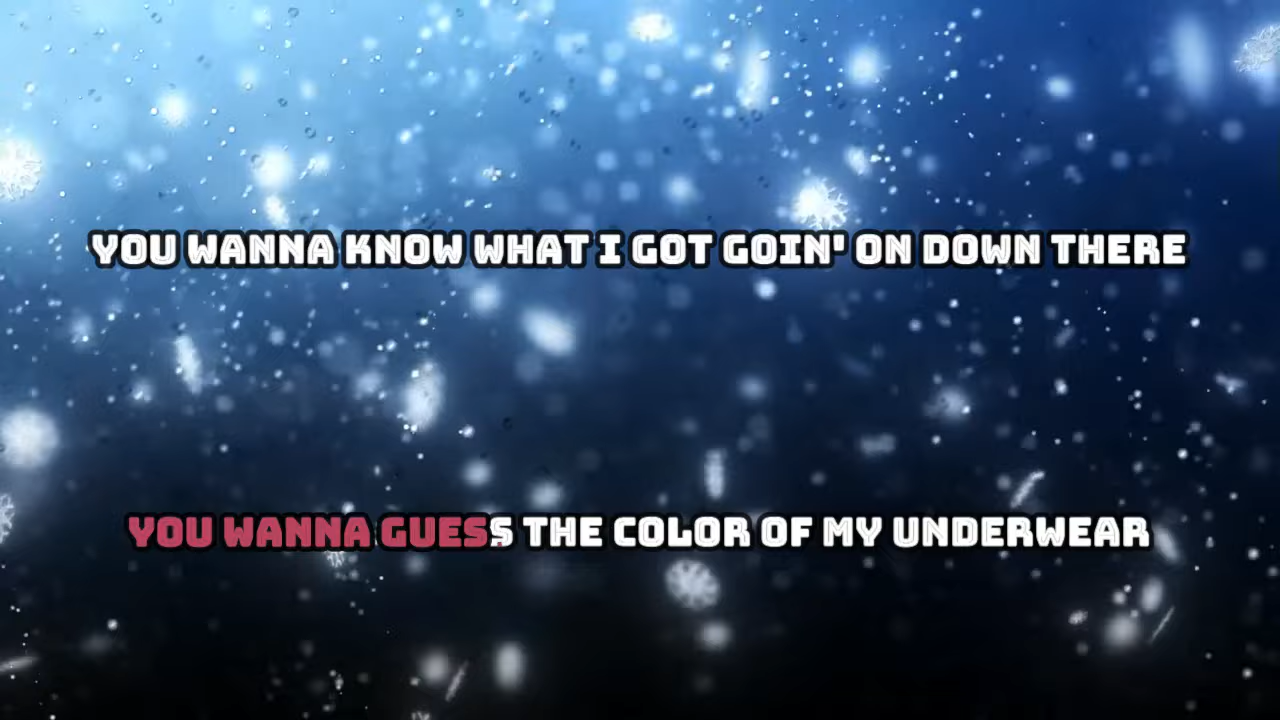 YOU WANNA KNOW WHAT I GOT GOIN' ON DOWN THERE
YOU WANNA GUESS THE COLOR OF MY UNDERWEAR